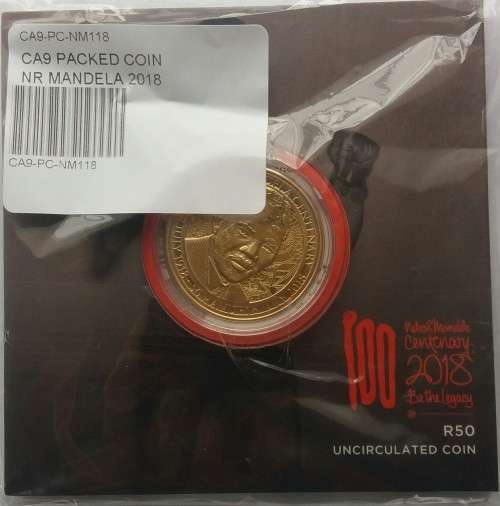 CA9-PC-NM118
CA9 PACKED COIN
NR MANDELA 2018
CA9-PC-NM118
CENTENARY
100
Nelson Mandela
Centenary
2018
Be the Legacy
R50
UNCIRCULATED COIN